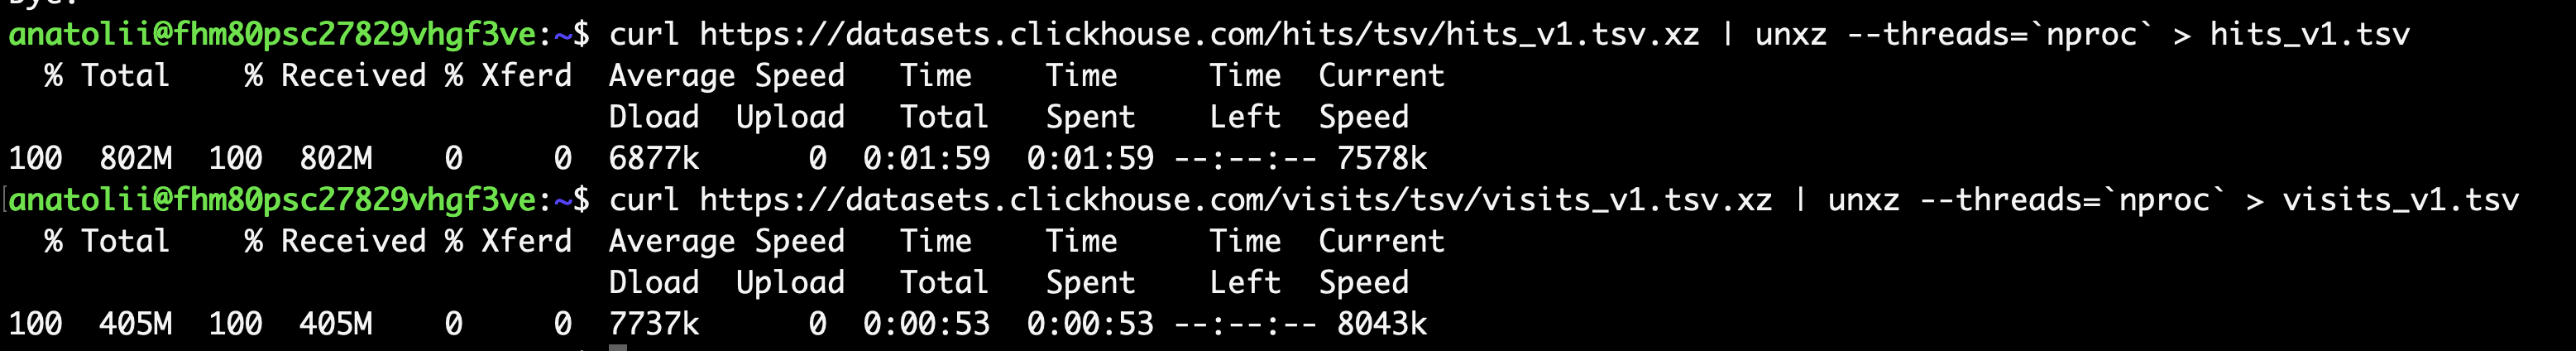 Bye.
anatolii@fhm80psc27829vhgf3ve:~$ curl https://datasets.clickhouse.com/hits/tsv/hits_v1.tsv.xz | unxz --threads=`nproc` > hits_v1.tsv
  % Total    % Received % Xferd  Average Speed   Time    Time     Time  Current
                                 Dload  Upload   Total   Spent    Left  Speed
100  802M  100  802M    0     0  6877k      0  0:01:59  0:01:59 --:--:-- 7578k
anatolii@fhm80psc27829vhgf3ve:~$ curl https://datasets.clickhouse.com/visits/tsv/visits_v1.tsv.xz | unxz --threads=`nproc` > visits_v1.tsv
  % Total    % Received % Xferd  Average Speed   Time    Time     Time  Current
                                 Dload  Upload   Total   Spent    Left  Speed
100  405M  100  405M    0     0  7737k      0  0:00:53  0:00:53 --:--:-- 8043k